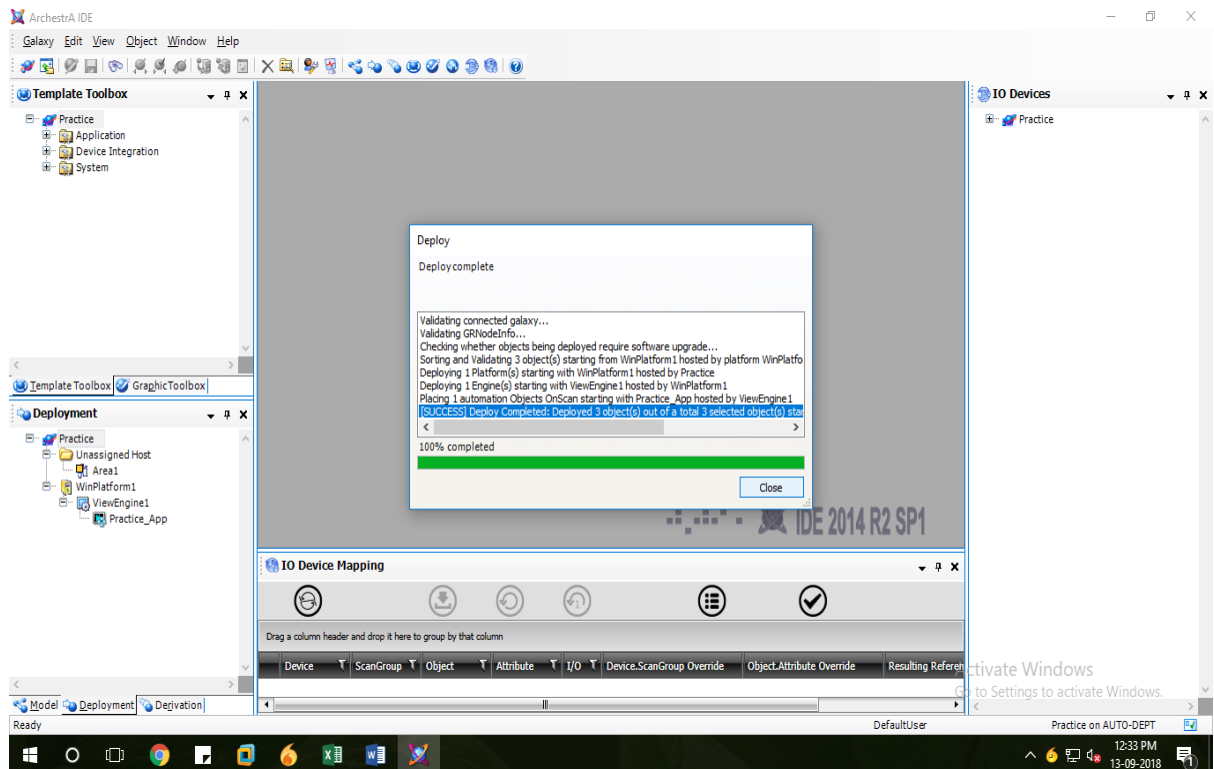 ArchestrA IDE
Galaxy Edit View Object Window Help
Template Toolbox
Practice
Application
Device Integration
System
Template Toolbox GraphicToolbox
Deployment
Practice
Unassigned Host
Area1
WinPlatform1
ViewEngine1
Practice_App
Model Deployment Derivation
Deploy
Deploy complete
Validating connected galaxy...
Validating GRNodeInfo...
Checking whether objects being deployed require software upgrade...
Sorting and Validating 3 object(s) starting from WinPlatform1 hosted by platform WinPlatfo
Deploying 1 Platform(s) starting with WinPlatform1 hosted by Practice
Deploying 1 Engine(s) starting with ViewEngine1 hosted by WinPlatform1
Placing 1 automation Objects OnScan starting with Practice_App hosted by ViewEngine1
[SUCCESS] Deploy Completed: Deployed 3 object(s) out of a total 3 selected object(s) star
100% completed
Close
IDE 2014 R2 SP1
IO Device Mapping
Drag a column header and drop it here to group by that column
Device ScanGroup Object Attribute I/O Device.ScanGroup Override Object.Attribute Override Resulting Referen
IO Devices
Practice
Activate Windows
Go to Settings to activate Windows.
Ready DefaultUser Practice on AUTO-DEPT
12:33 PM
13-09-2018